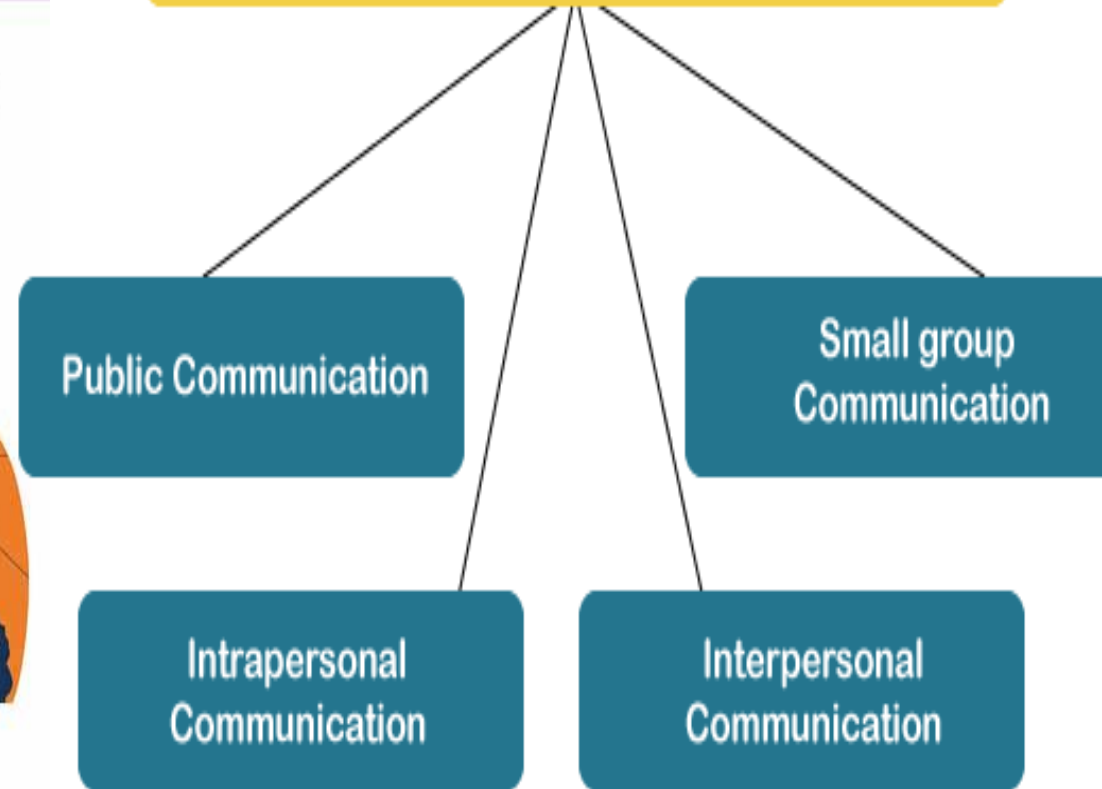 Public Communication
Small group
Communication
Intrapersonal
Communication
Interpersonal
Communication